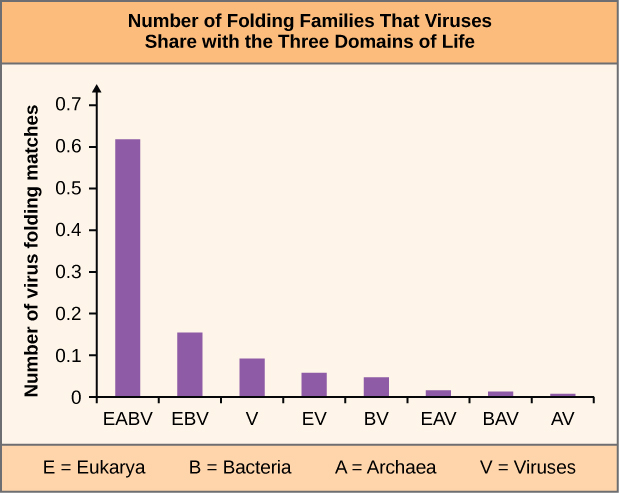 Number of Folding Families That Viruses
Share with the Three Domains of Life
Number of virus folding matches
0.7
0.6
0.5
0.4
0.3
0.2
0.1
0
EABV EBV V EV BV EAV BAV AV
E = Eukarya B = Bacteria A = Archaea V = Viruses